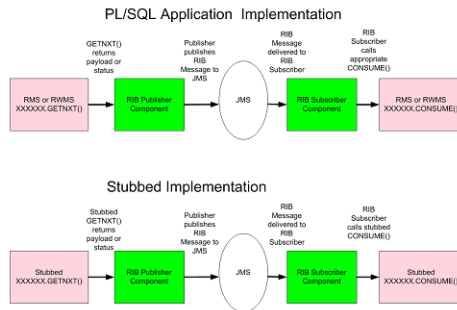 PL/SQL Application Implementation
GETNXT()
returns
payload or
status
Publisher
publishes
RIB
Message to
JMS
RIB
Message
delivered to
RIB
Subscriber
RIB
Subscriber
calls
appropriate
CONSUME()
RMS or RWMS
XXXXXX.GETNXT()
RIB Publisher
Component
JMS
RIB Subscriber
Component
RMS or RWMS
XXXXXX.CONSUME()
Stubbed Implementation
Stubbed
GETNXT()
returns
payload or
status
Publisher
publishes
RIB
Message to
JMS
RIB
Message
delivered to
RIB
Subscriber
RIB
Subscriber
calls stubbed
CONSUME()
Stubbed
XXXXXX.GETNXT()
RIB Publisher
Component
JMS
RIB Subscriber
Component
Stubbed
XXXXXX.CONSUME()